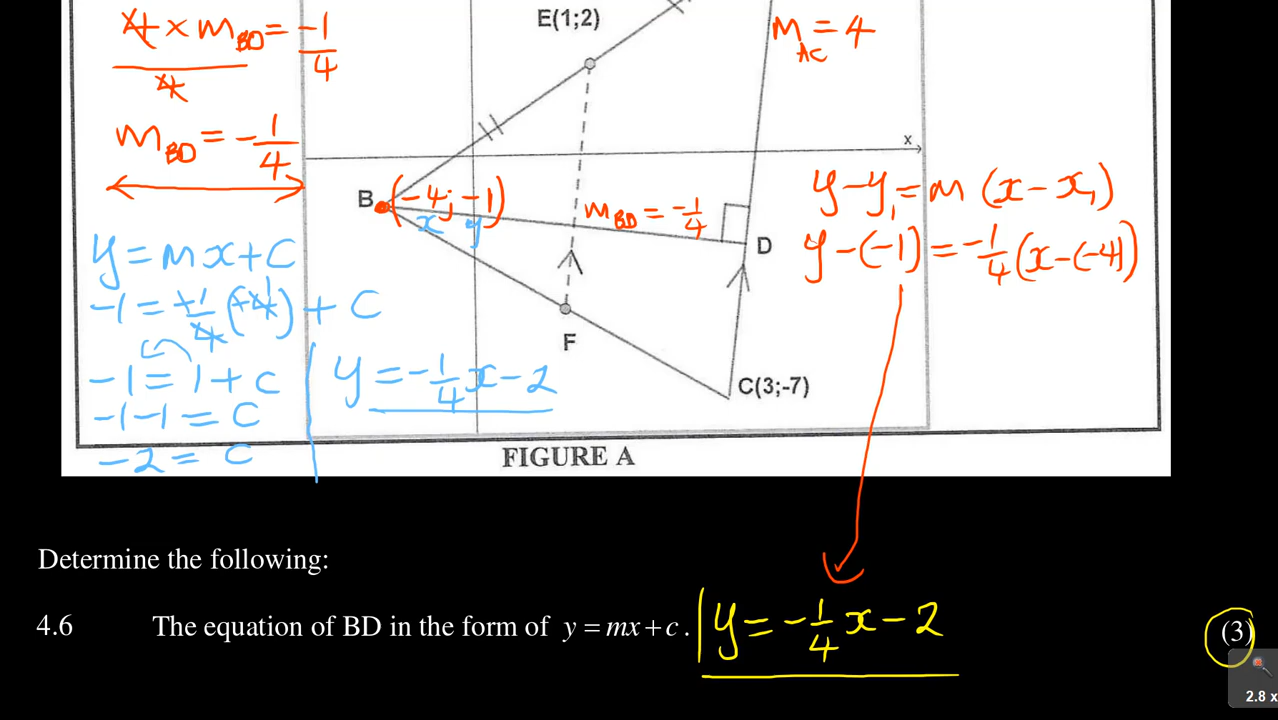 4 × m_BD = -1
4 4
m_BD = -1/4
E(1;2)
m_AC = 4
x
B (-4; -1)
x y
m_BD = -1/4
D
y - y₁ = m (x - x₁)
y - (-1) = -1/4 (x - (-4))
y = mx + c
-1 = -1/4 (-4) + c
-1 = 1 + c
-1 - 1 = c
-2 = c
y = -1/4 x - 2
F
C(3;-7)
FIGURE A
Determine the following:
4.6 The equation of BD in the form of y = mx + c. y = -1/4 x - 2 (3)
2.8 x